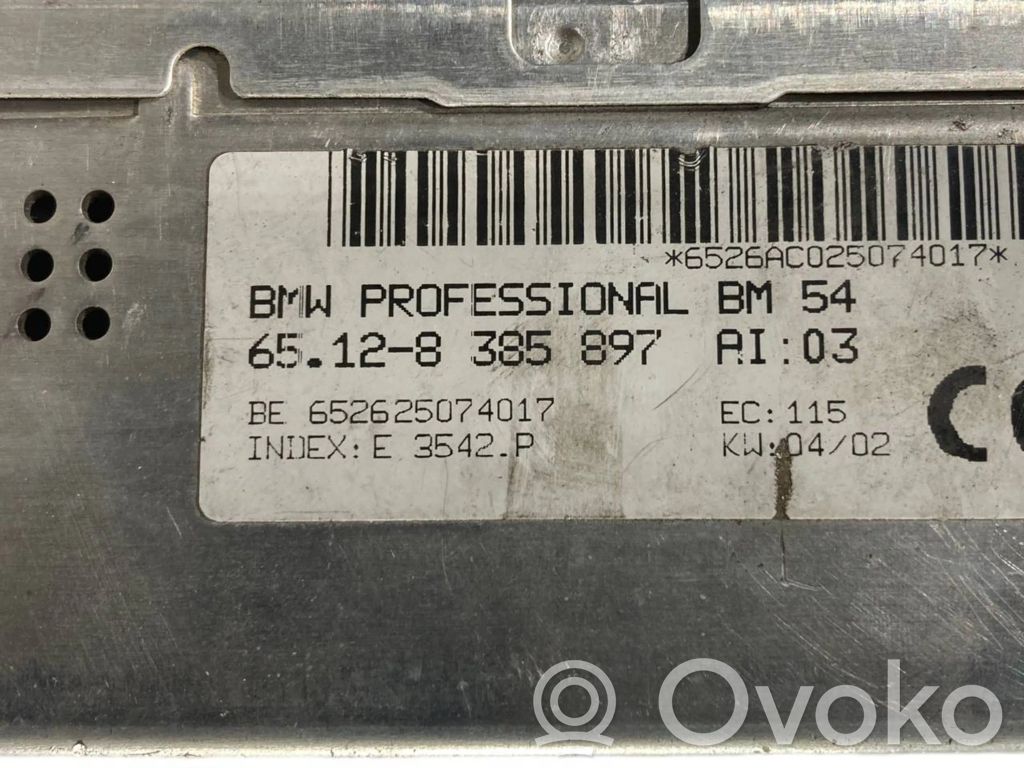 *6526AC025074017*
BMW PROFESSIONAL BM 54
65.12-8 385 897 AI:03
BE 652625074017 EC:115
INDEX:E 3542.P KW:04/02
CE
Ovoko